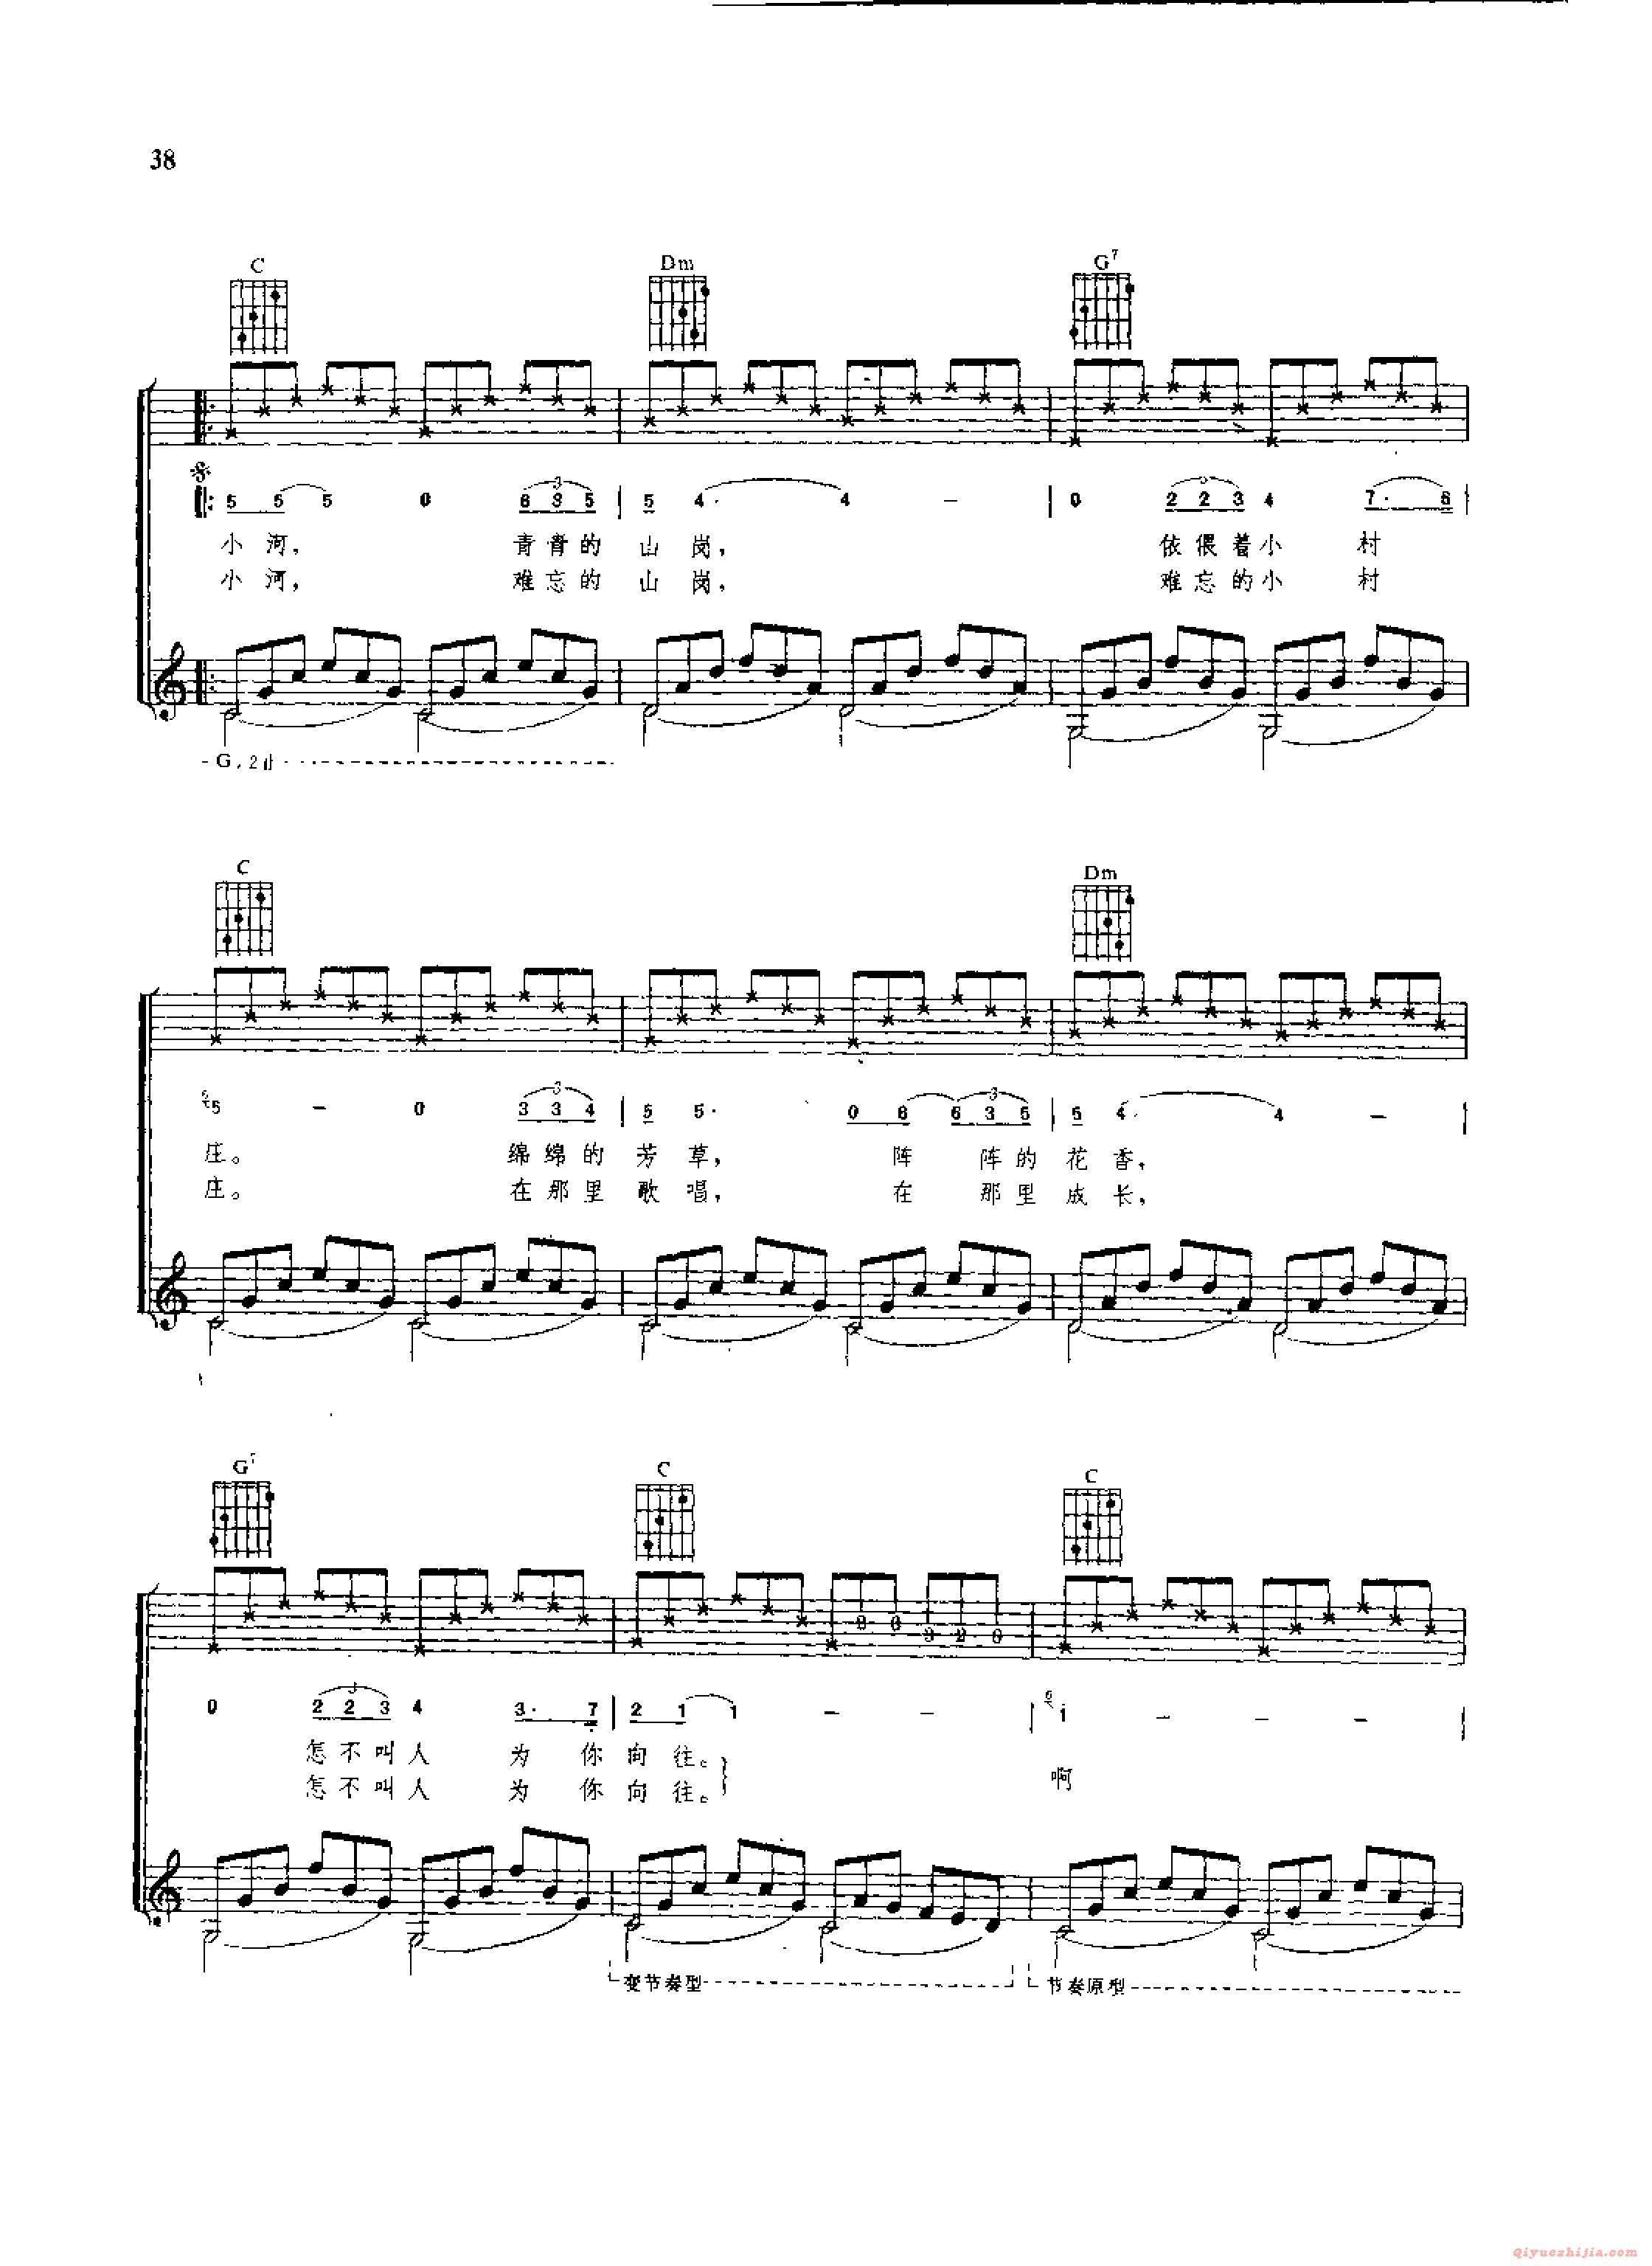 38
C Dm G7
5 5 5 0 6 3 5 5 4· 4 - 0 2 2 3 4 7· 6
小 河, 青 青 的 山 岗, 依 偎 着 小 村
小 河, 难 忘 的 山 岗, 难 忘 的 小 村
C Dm
6 5 - 0 3 3 4 5 5· 0 6 6 3 5 5 4· 4 -
庄。 绵 绵 的 芳 草, 阵 阵 的 花 香,
庄。 在 那 里 歌 唱, 在 那 里 成 长,
G7 C C
0 2 2 3 4 3· 7 2 1 1 - - i - - -
怎 不 叫 人 为 你 向 往。 啊
怎 不 叫 人 为 你 向 往。
变节奏型 节奏原型
Qiyuezhijia.com